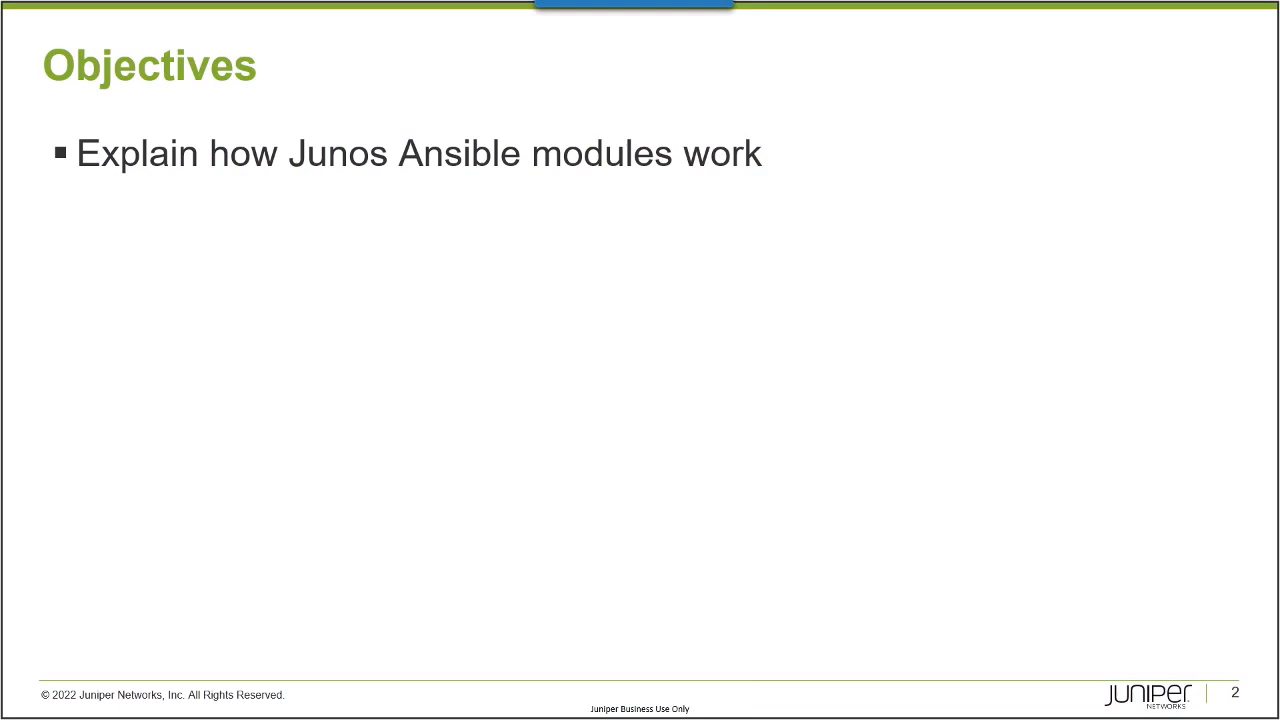 Objectives
▪ Explain how Junos Ansible modules work
© 2022 Juniper Networks, Inc. All Rights Reserved.
Juniper Business Use Only
JUNIPER
NETWORKS
2